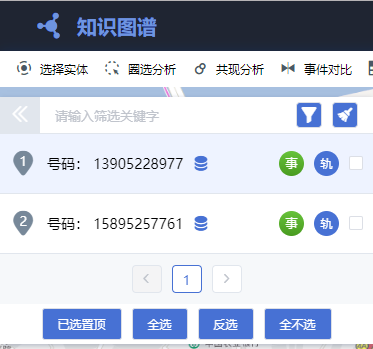 知识图谱
选择实体 圈选分析 共现分析 事件对比
请输入筛选关键字
1 号码： 13905228977 事 轨
2 号码： 15895257761 事 轨
1
已选置顶 全选 反选 全不选